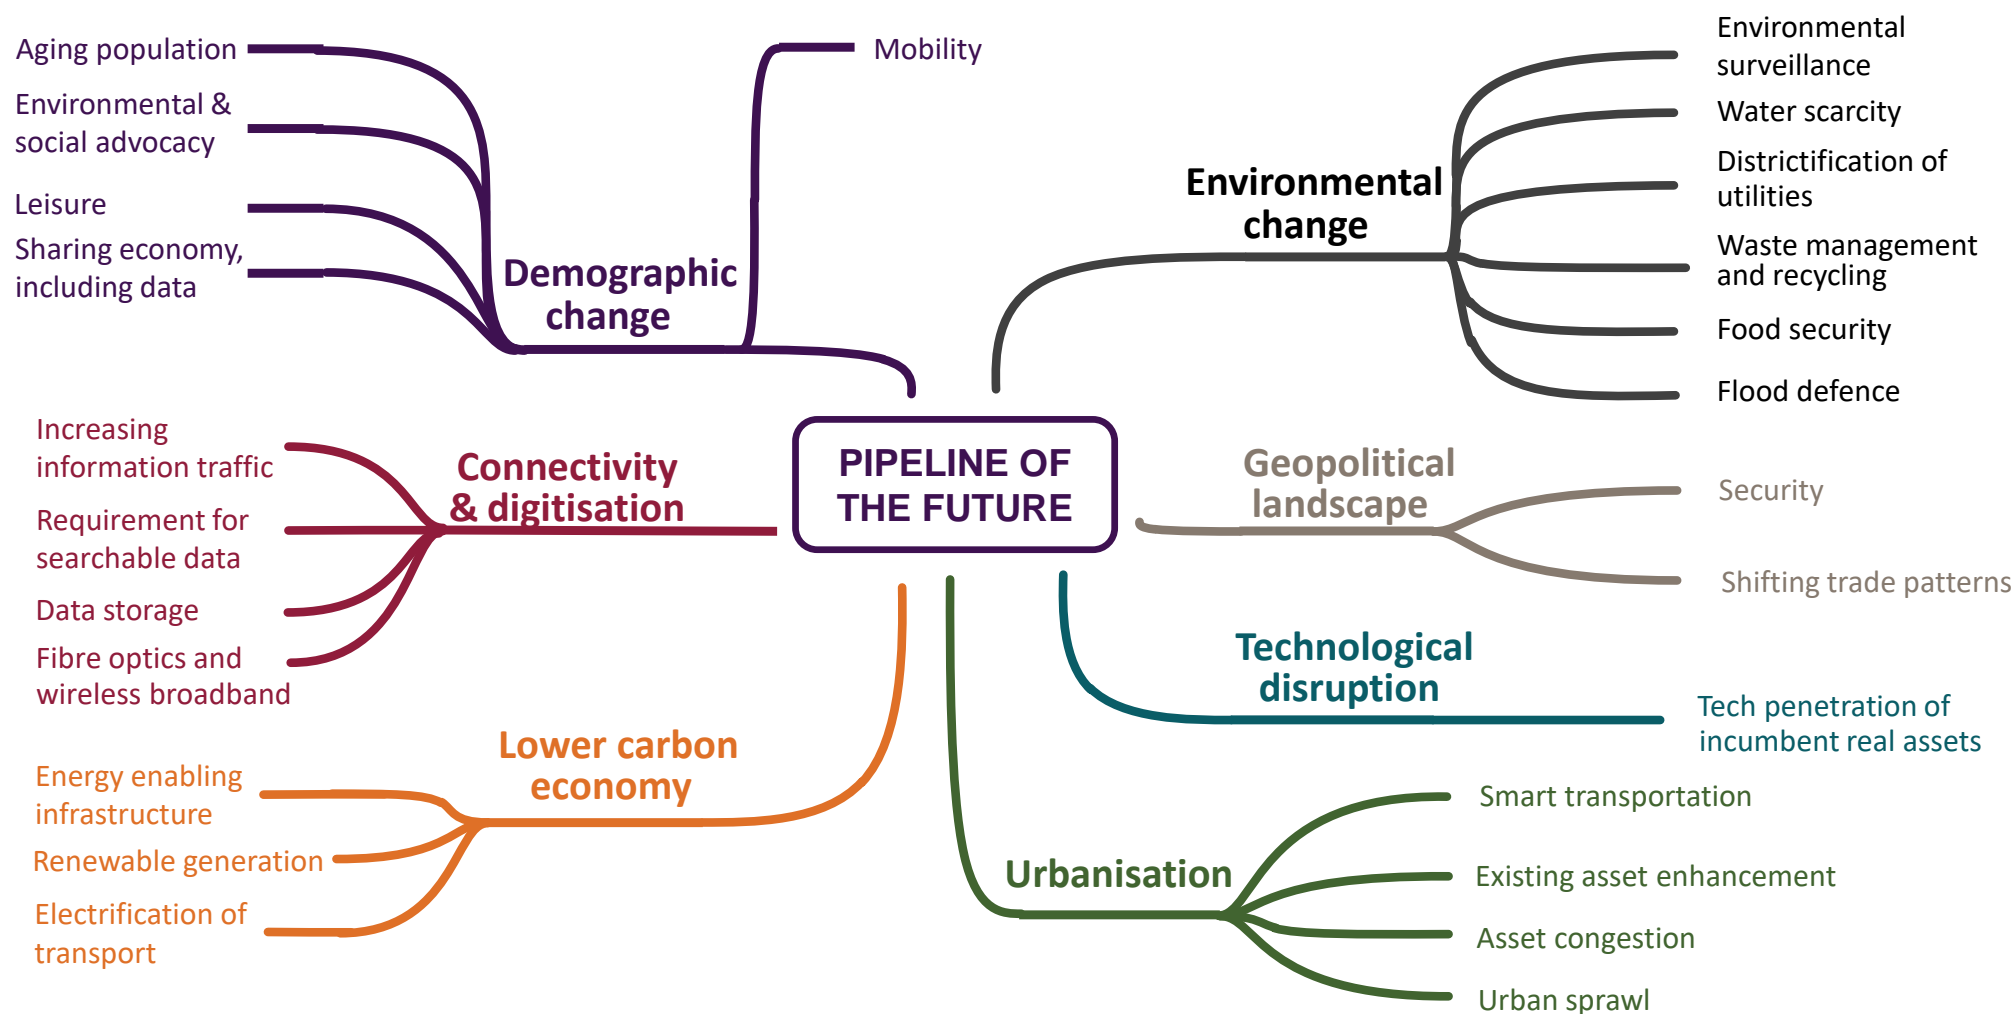 Aging population
Environmental &
social advocacy
Leisure
Sharing economy,
including data
Demographic
change
Mobility
Environmental
change
Environmental
surveillance
Water scarcity
Districtification of
utilities
Waste management
and recycling
Food security
Flood defence
PIPELINE OF
THE FUTURE
Increasing
information traffic
Requirement for
searchable data
Data storage
Fibre optics and
wireless broadband
Connectivity
& digitisation
Geopolitical
landscape
Security
Shifting trade patterns
Technological
disruption
Tech penetration of
incumbent real assets
Lower carbon
economy
Energy enabling
infrastructure
Renewable generation
Electrification of
transport
Urbanisation
Smart transportation
Existing asset enhancement
Asset congestion
Urban sprawl